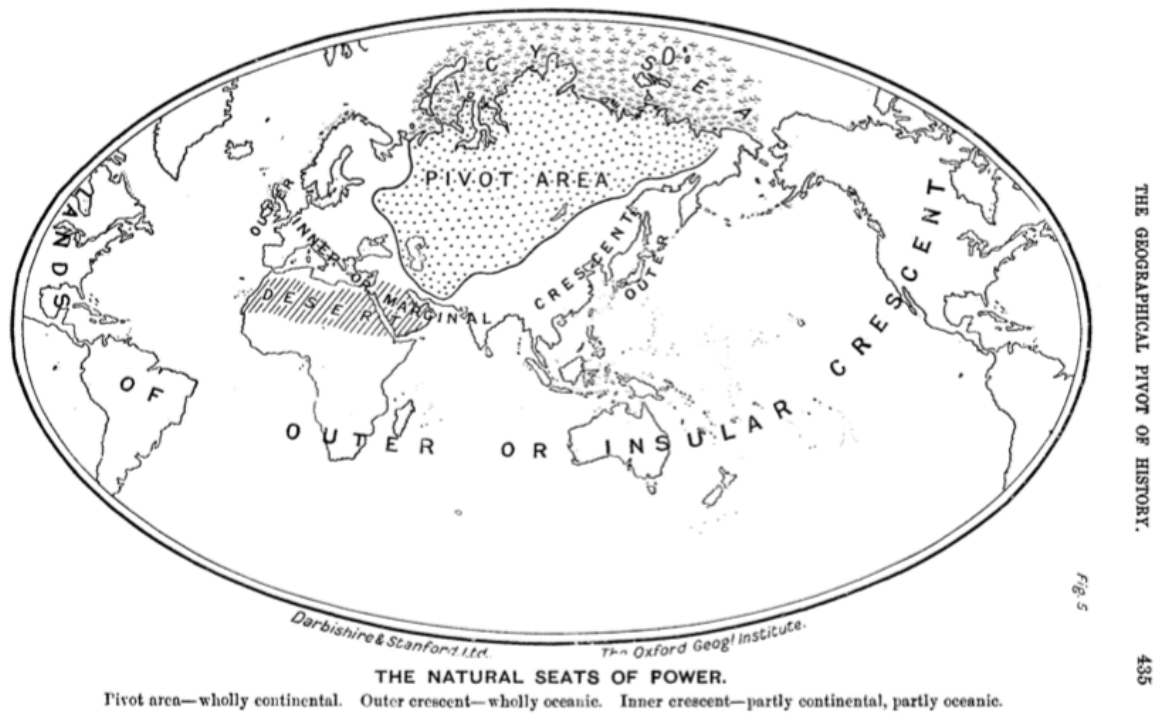 ICY SEA
PIVOT AREA
LANDS OF OUTER OR INSULAR CRESCENT
OUTER
INNER OR MARGINAL CRESCENT
OUTER
DESERT
Darbishire & Stanford, Ltd.
The Oxford Geogl Institute.
THE NATURAL SEATS OF POWER.
Pivot area—wholly continental. Outer crescent—wholly oceanic. Inner crescent—partly continental, partly oceanic.
THE GEOGRAPHICAL PIVOT OF HISTORY.
Fig. 5
435